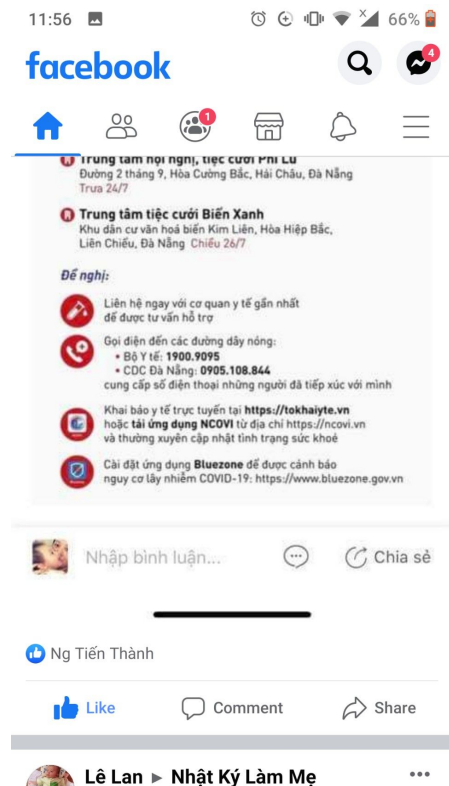 11:56
66%
facebook
4
1
Trung tâm hội nghị, tiệc cưới Phì Lũ
Đường 2 tháng 9, Hòa Cường Bắc, Hải Châu, Đà Nẵng
Trưa 24/7
Trung tâm tiệc cưới Biển Xanh
Khu dân cư văn hoá biển Kim Liên, Hòa Hiệp Bắc,
Liên Chiểu, Đà Nẵng Chiều 26/7
Đề nghị:
Liên hệ ngay với cơ quan y tế gần nhất
để được tư vấn hỗ trợ
Gọi điện đến các đường dây nóng:
• Bộ Y tế: 1900.9095
• CDC Đà Nẵng: 0905.108.844
cung cấp số điện thoại những người đã tiếp xúc với mình
Khai báo y tế trực tuyến tại https://tokhaiyte.vn
hoặc tải ứng dụng NCOVI từ địa chỉ https://ncovi.vn
và thường xuyên cập nhật tình trạng sức khoẻ
Cài đặt ứng dụng Bluezone để được cảnh báo
nguy cơ lây nhiễm COVID-19: https://www.bluezone.gov.vn
Nhập bình luận...
Chia sẻ
Ng Tiến Thành
Like
Comment
Share
Lê Lan ▸ Nhật Ký Làm Mẹ